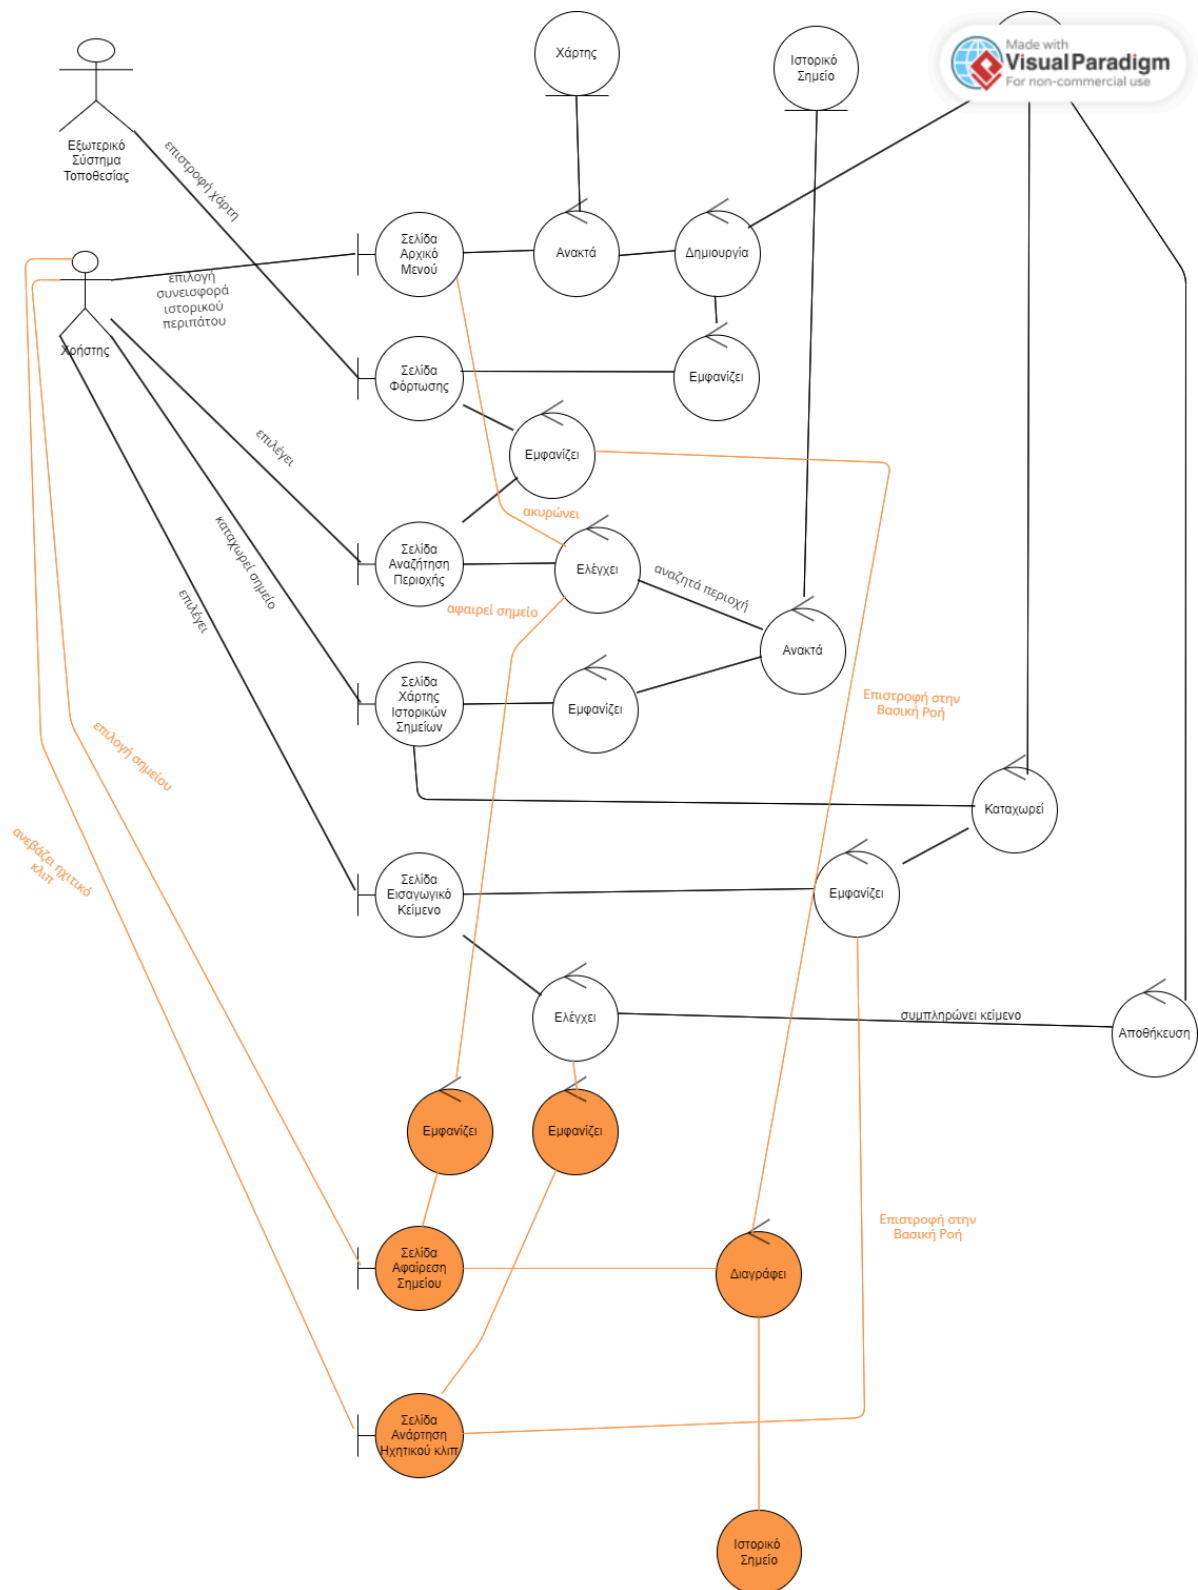 Χάρτης
Ιστορικό
Σημείο
Made with
Visual Paradigm
For non-commercial use
Εξωτερικό
Σύστημα
Τοποθεσίας
επιστροφή χάρτη
Σελίδα
Αρχικό
Μενού
Ανακτά
Δημιουργία
επιλογή
συνεισφορά
ιστορικού
περιπάτου
Χρήστης
Σελίδα
Φόρτωσης
Εμφανίζει
επιλέγει
Εμφανίζει
ακυρώνει
Σελίδα
Αναζήτηση
Περιοχής
Ελέγχει
αναζητά περιοχή
καταχωρεί σημείο
επιλέγει
αφαιρεί σημείο
Ανακτά
Σελίδα
Χάρτης
Ιστορικών
Σημείων
Εμφανίζει
Επιστροφή στην
Βασική Ροή
επιλογή σημείου
Καταχωρεί
ανεβάζει ηχιτικό
κλιπ
Σελίδα
Εισαγωγικό
Κείμενο
Εμφανίζει
Ελέγχει
συμπληρώνει κείμενο
Αποθήκευση
Εμφανίζει
Εμφανίζει
Επιστροφή στην
Βασική Ροή
Σελίδα
Αφαίρεση
Σημείου
Διαγράφει
Σελίδα
Ανάρτηση
Ηχητικού κλιπ
Ιστορικό
Σημείο